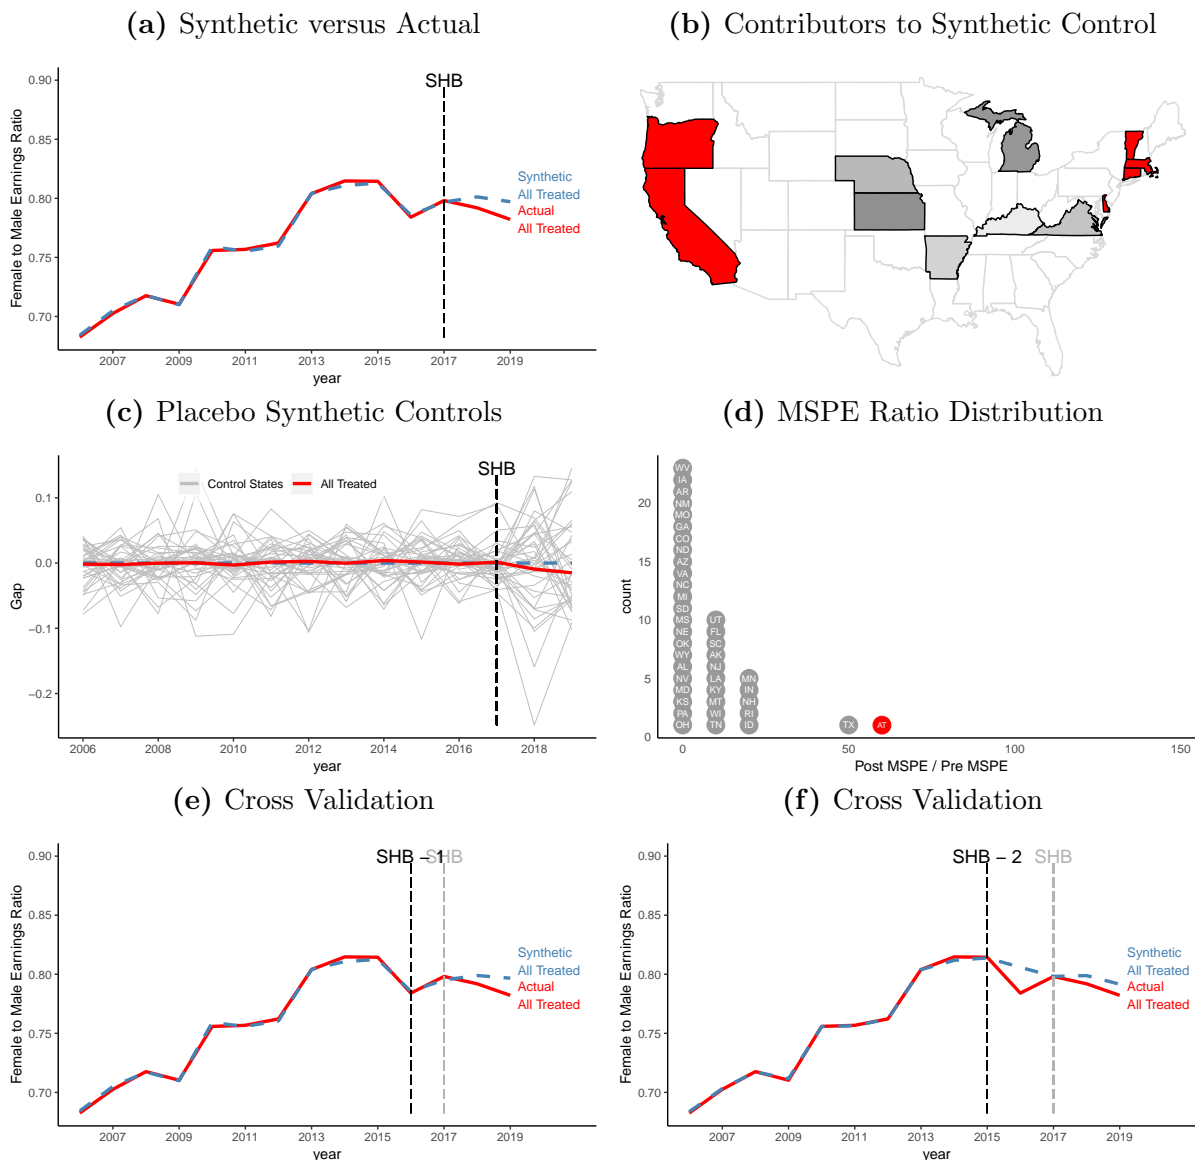 (a) Synthetic versus Actual
SHB
0.90
0.85
0.80
0.75
0.70
Female to Male Earnings Ratio
Synthetic
All Treated
Actual
All Treated
2007 2009 2011 2013 2015 2017 2019
year
(b) Contributors to Synthetic Control
(c) Placebo Synthetic Controls
SHB
Control States All Treated
0.1
0.0
−0.1
−0.2
Gap
2006 2008 2010 2012 2014 2016 2018
year
(d) MSPE Ratio Distribution
20
15
10
5
0
count
WV
IA
AR
NM
MO
GA
CO
ND
AZ
VA
NC
MI
SD
MS
NE
OK
WY
AL
NV
MD
KS
PA
OH
UT
FL
SC
AK
NJ
LA
KY
MT
WI
TN
MN
IN
NH
RI
ID
TX
AT
0 50 100 150
Post MSPE / Pre MSPE
(e) Cross Validation
SHB − 1
SHB
0.90
0.85
0.80
0.75
0.70
Female to Male Earnings Ratio
Synthetic
All Treated
Actual
All Treated
2007 2009 2011 2013 2015 2017 2019
year
(f) Cross Validation
SHB − 2
SHB
0.90
0.85
0.80
0.75
0.70
Female to Male Earnings Ratio
Synthetic
All Treated
Actual
All Treated
2007 2009 2011 2013 2015 2017 2019
year